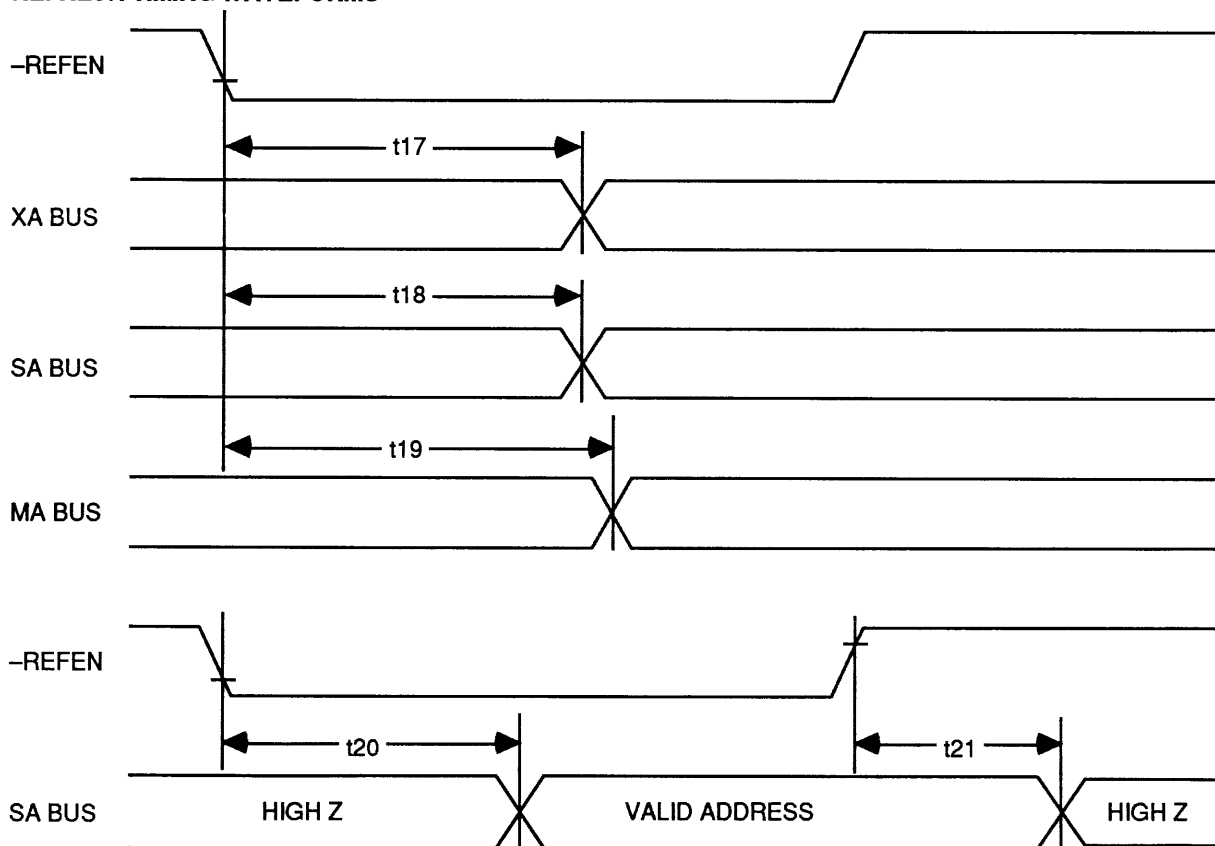 –REFEN
t17
XA BUS
t18
SA BUS
t19
MA BUS
–REFEN
t20
t21
SA BUS
HIGH Z
VALID ADDRESS
HIGH Z